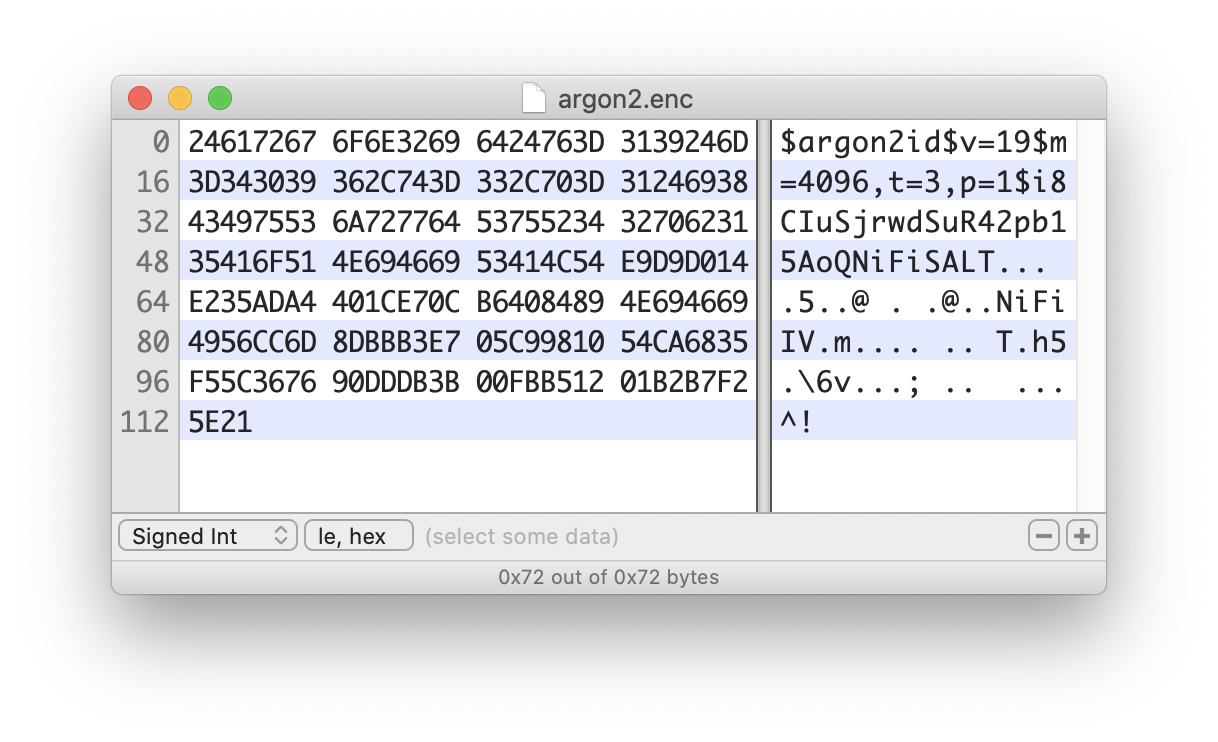 argon2.enc
0 24617267 6F6E3269 6424763D 3139246D $argon2id$v=19$m
16 3D343039 362C743D 332C703D 31246938 =4096,t=3,p=1$i8
32 43497553 6A727764 53755234 32706231 CIuSjrwdSuR42pb1
48 35416F51 4E694669 53414C54 E9D9D014 5AoQNiFiSALT...
64 E235ADA4 401CE70C B6408489 4E694669 .5..@ . .@..NiFi
80 4956CC6D 8DBBB3E7 05C99810 54CA6835 IV.m.... .. T.h5
96 F55C3676 90DDDB3B 00FBB512 01B2B7F2 .\6v...; .. ...
112 5E21 ^!
Signed Int le, hex (select some data)
0x72 out of 0x72 bytes